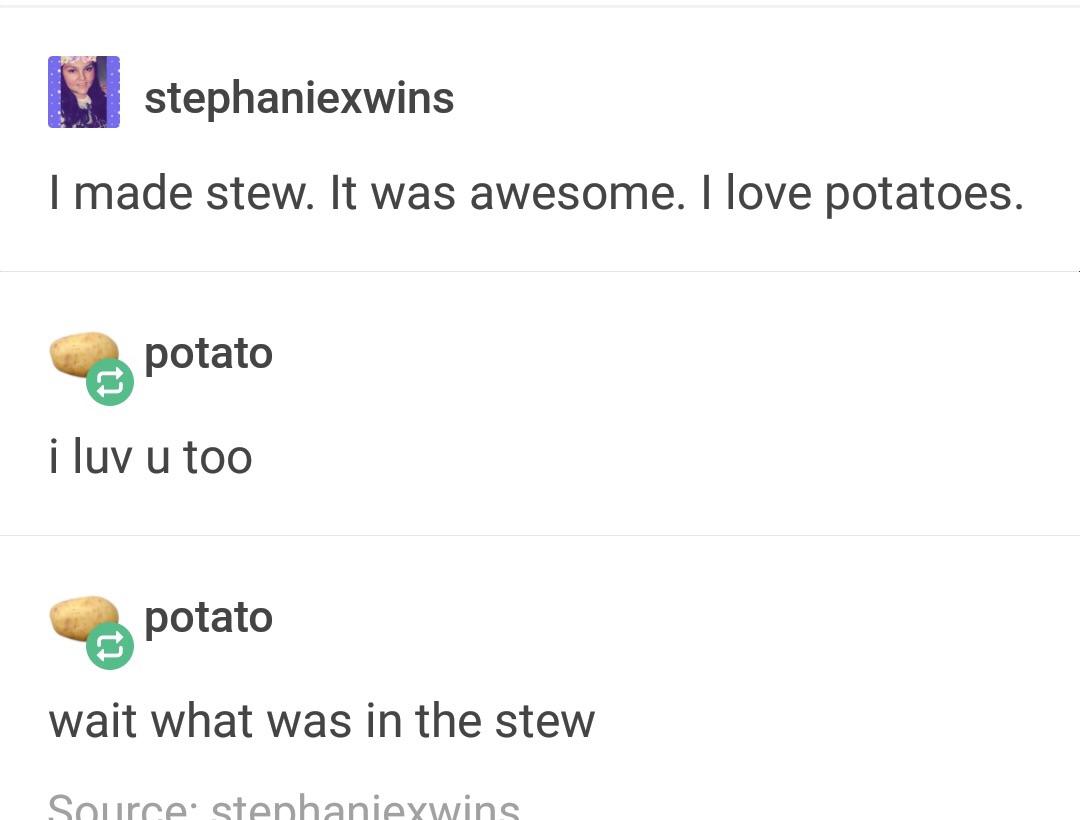 stephaniexwins
I made stew. It was awesome. I love potatoes.
potato
i luv u too
potato
wait what was in the stew
Source: stephaniexwins